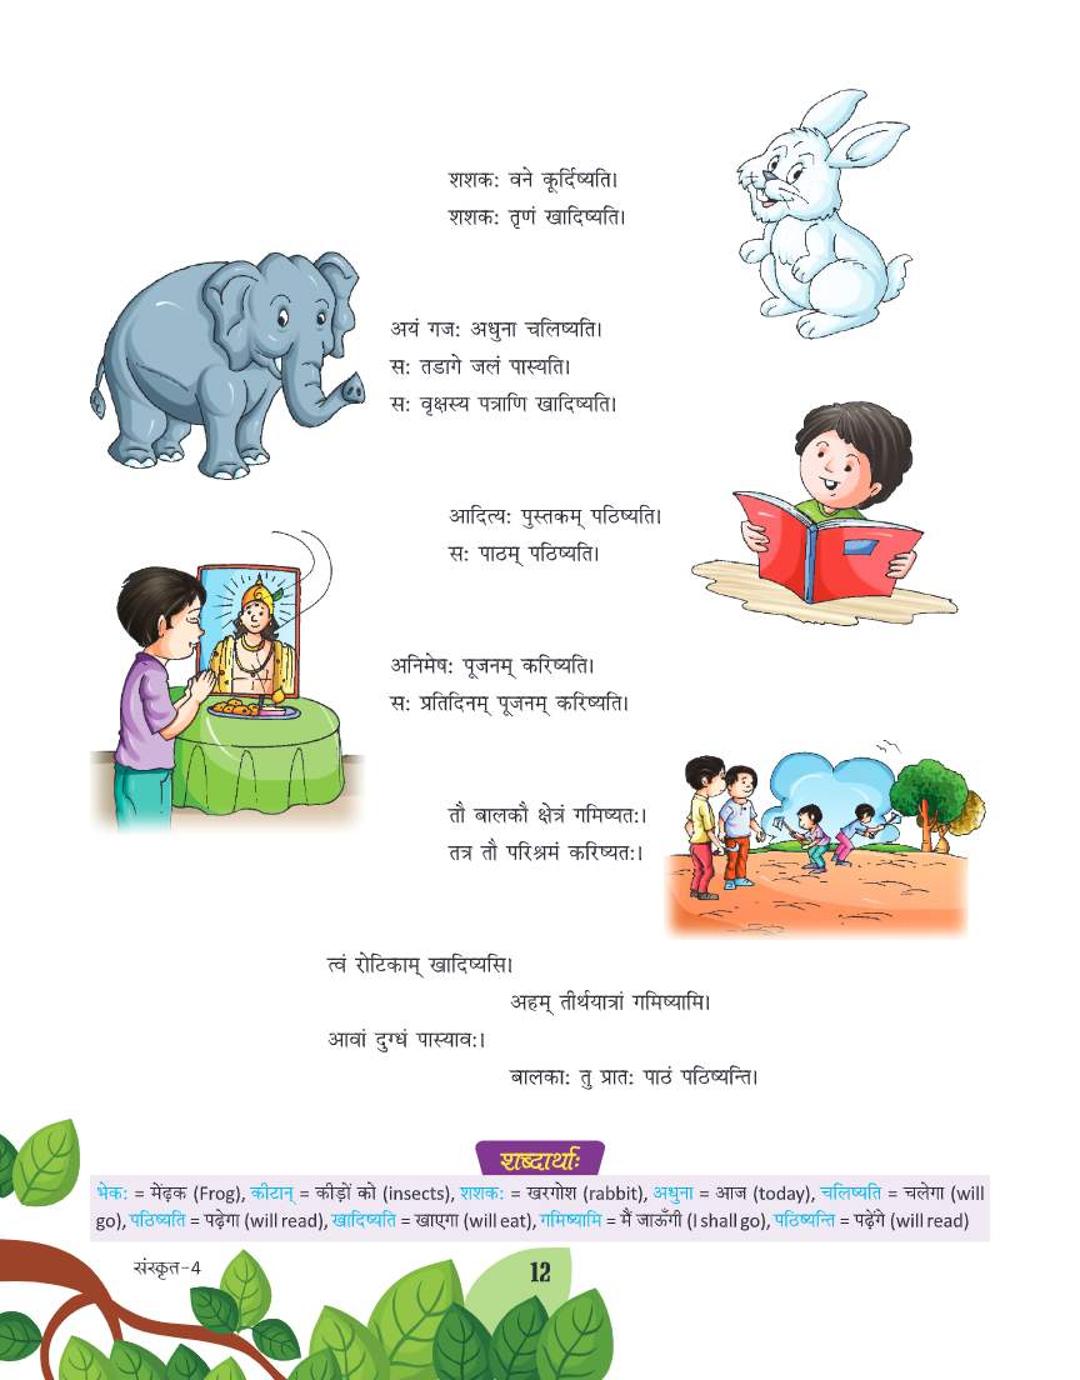 शशक: वने कूर्दिष्यति।
शशक: तृणं खादिष्यति।
अयं गज: अधुना चलिष्यति।
स: तडागे जलं पास्यति।
स: वृक्षस्य पत्राणि खादिष्यति।
आदित्य: पुस्तकम् पठिष्यति।
स: पाठम् पठिष्यति।
अनिमेष: पूजनम् करिष्यति।
स: प्रतिदिनम् पूजनम् करिष्यति।
तौ बालकौ क्षेत्रं गमिष्यत:।
तत्र तौ परिश्रमं करिष्यत:।
त्वं रोटिकाम् खादिष्यसि।
अहम् तीर्थयात्रां गमिष्यामि।
आवां दुग्धं पास्याव:।
बालका: तु प्रात: पाठं पठिष्यन्ति।
शब्दार्था:
भेक: = मेंढ़क (Frog), कीटान् = कीड़ों को (insects), शशक: = खरगोश (rabbit), अधुना = आज (today), चलिष्यति = चलेगा (will
go), पठिष्यति = पढ़ेगा (will read), खादिष्यति = खाएगा (will eat), गमिष्यामि = मैं जाऊँगी (I shall go), पठिष्यन्ति = पढ़ेंगे (will read)
संस्कृत-4
12